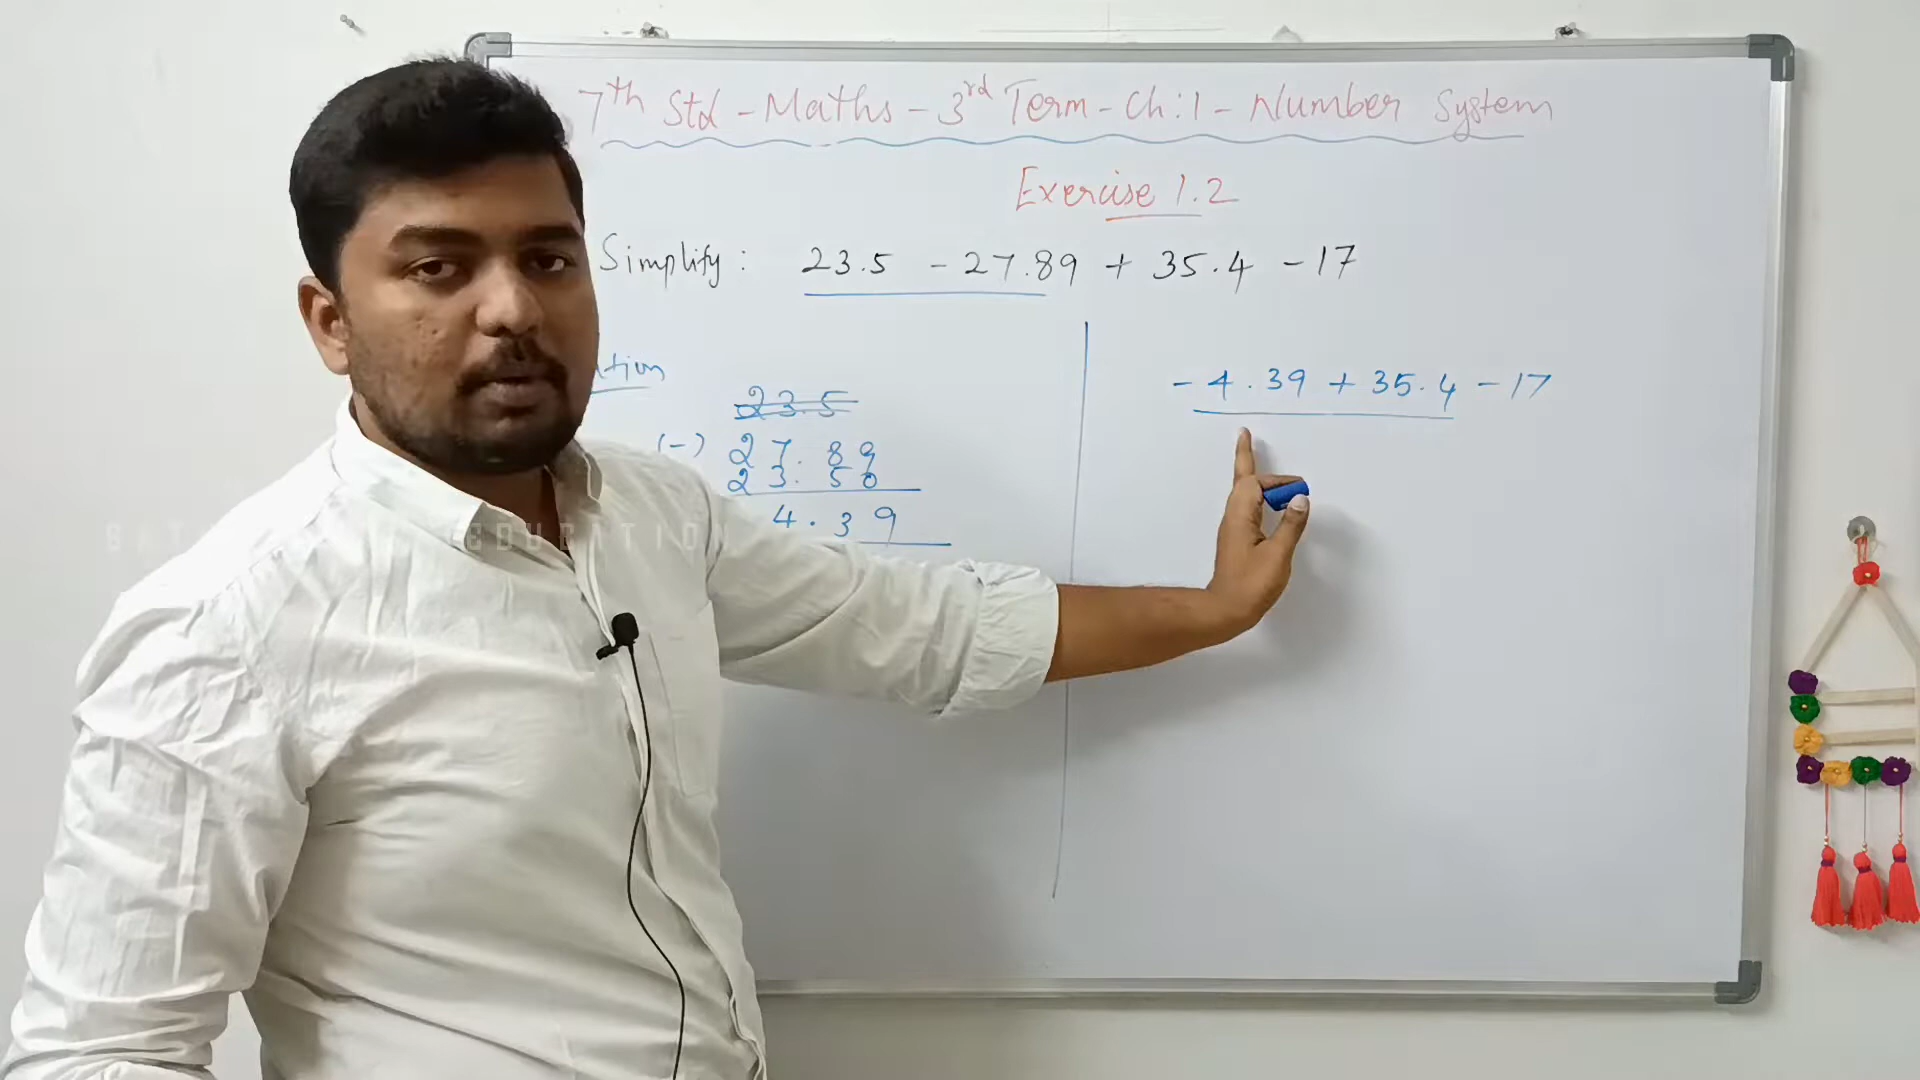 7th Std - Maths - 3rd Term - Ch:1 - Number System
Exercise 1.2
Simplify : 23.5 - 27.89 + 35.4 - 17
23.5
(-) 27.89
23.50
4.39
- 4.39 + 35.4 - 17
EDUCATION